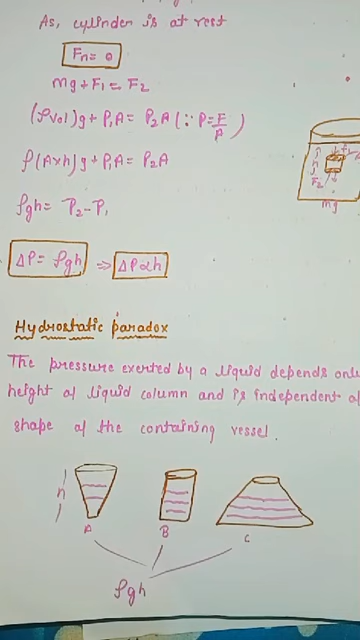 As, cylinder is at rest
Fn = 0
mg + F1 = F2
(ρVol)g + P1A = P2A (∵ P = F/A)
ρ(A×h)g + P1A = P2A
ρgh = P2 - P1
ΔP = ρgh ⇒ ΔP∝h
F1
h
F2
mg
Hydrostatic paradox
The pressure exerted by a liquid depends only
height of liquid column and is independent of
shape of the containing vessel.
h
A B C
ρgh